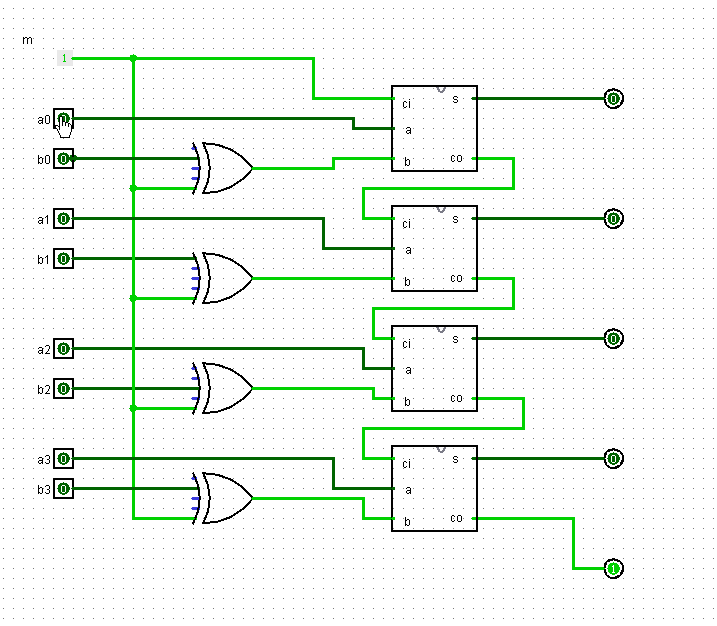 m
1
ci s
a0 0 a
b0 0 b co
0
a1 0 ci s
a
b1 0 b co
0
a2 0 ci s
a
b2 0 b co
0
a3 0 ci s
b3 0 a
b co
0
1